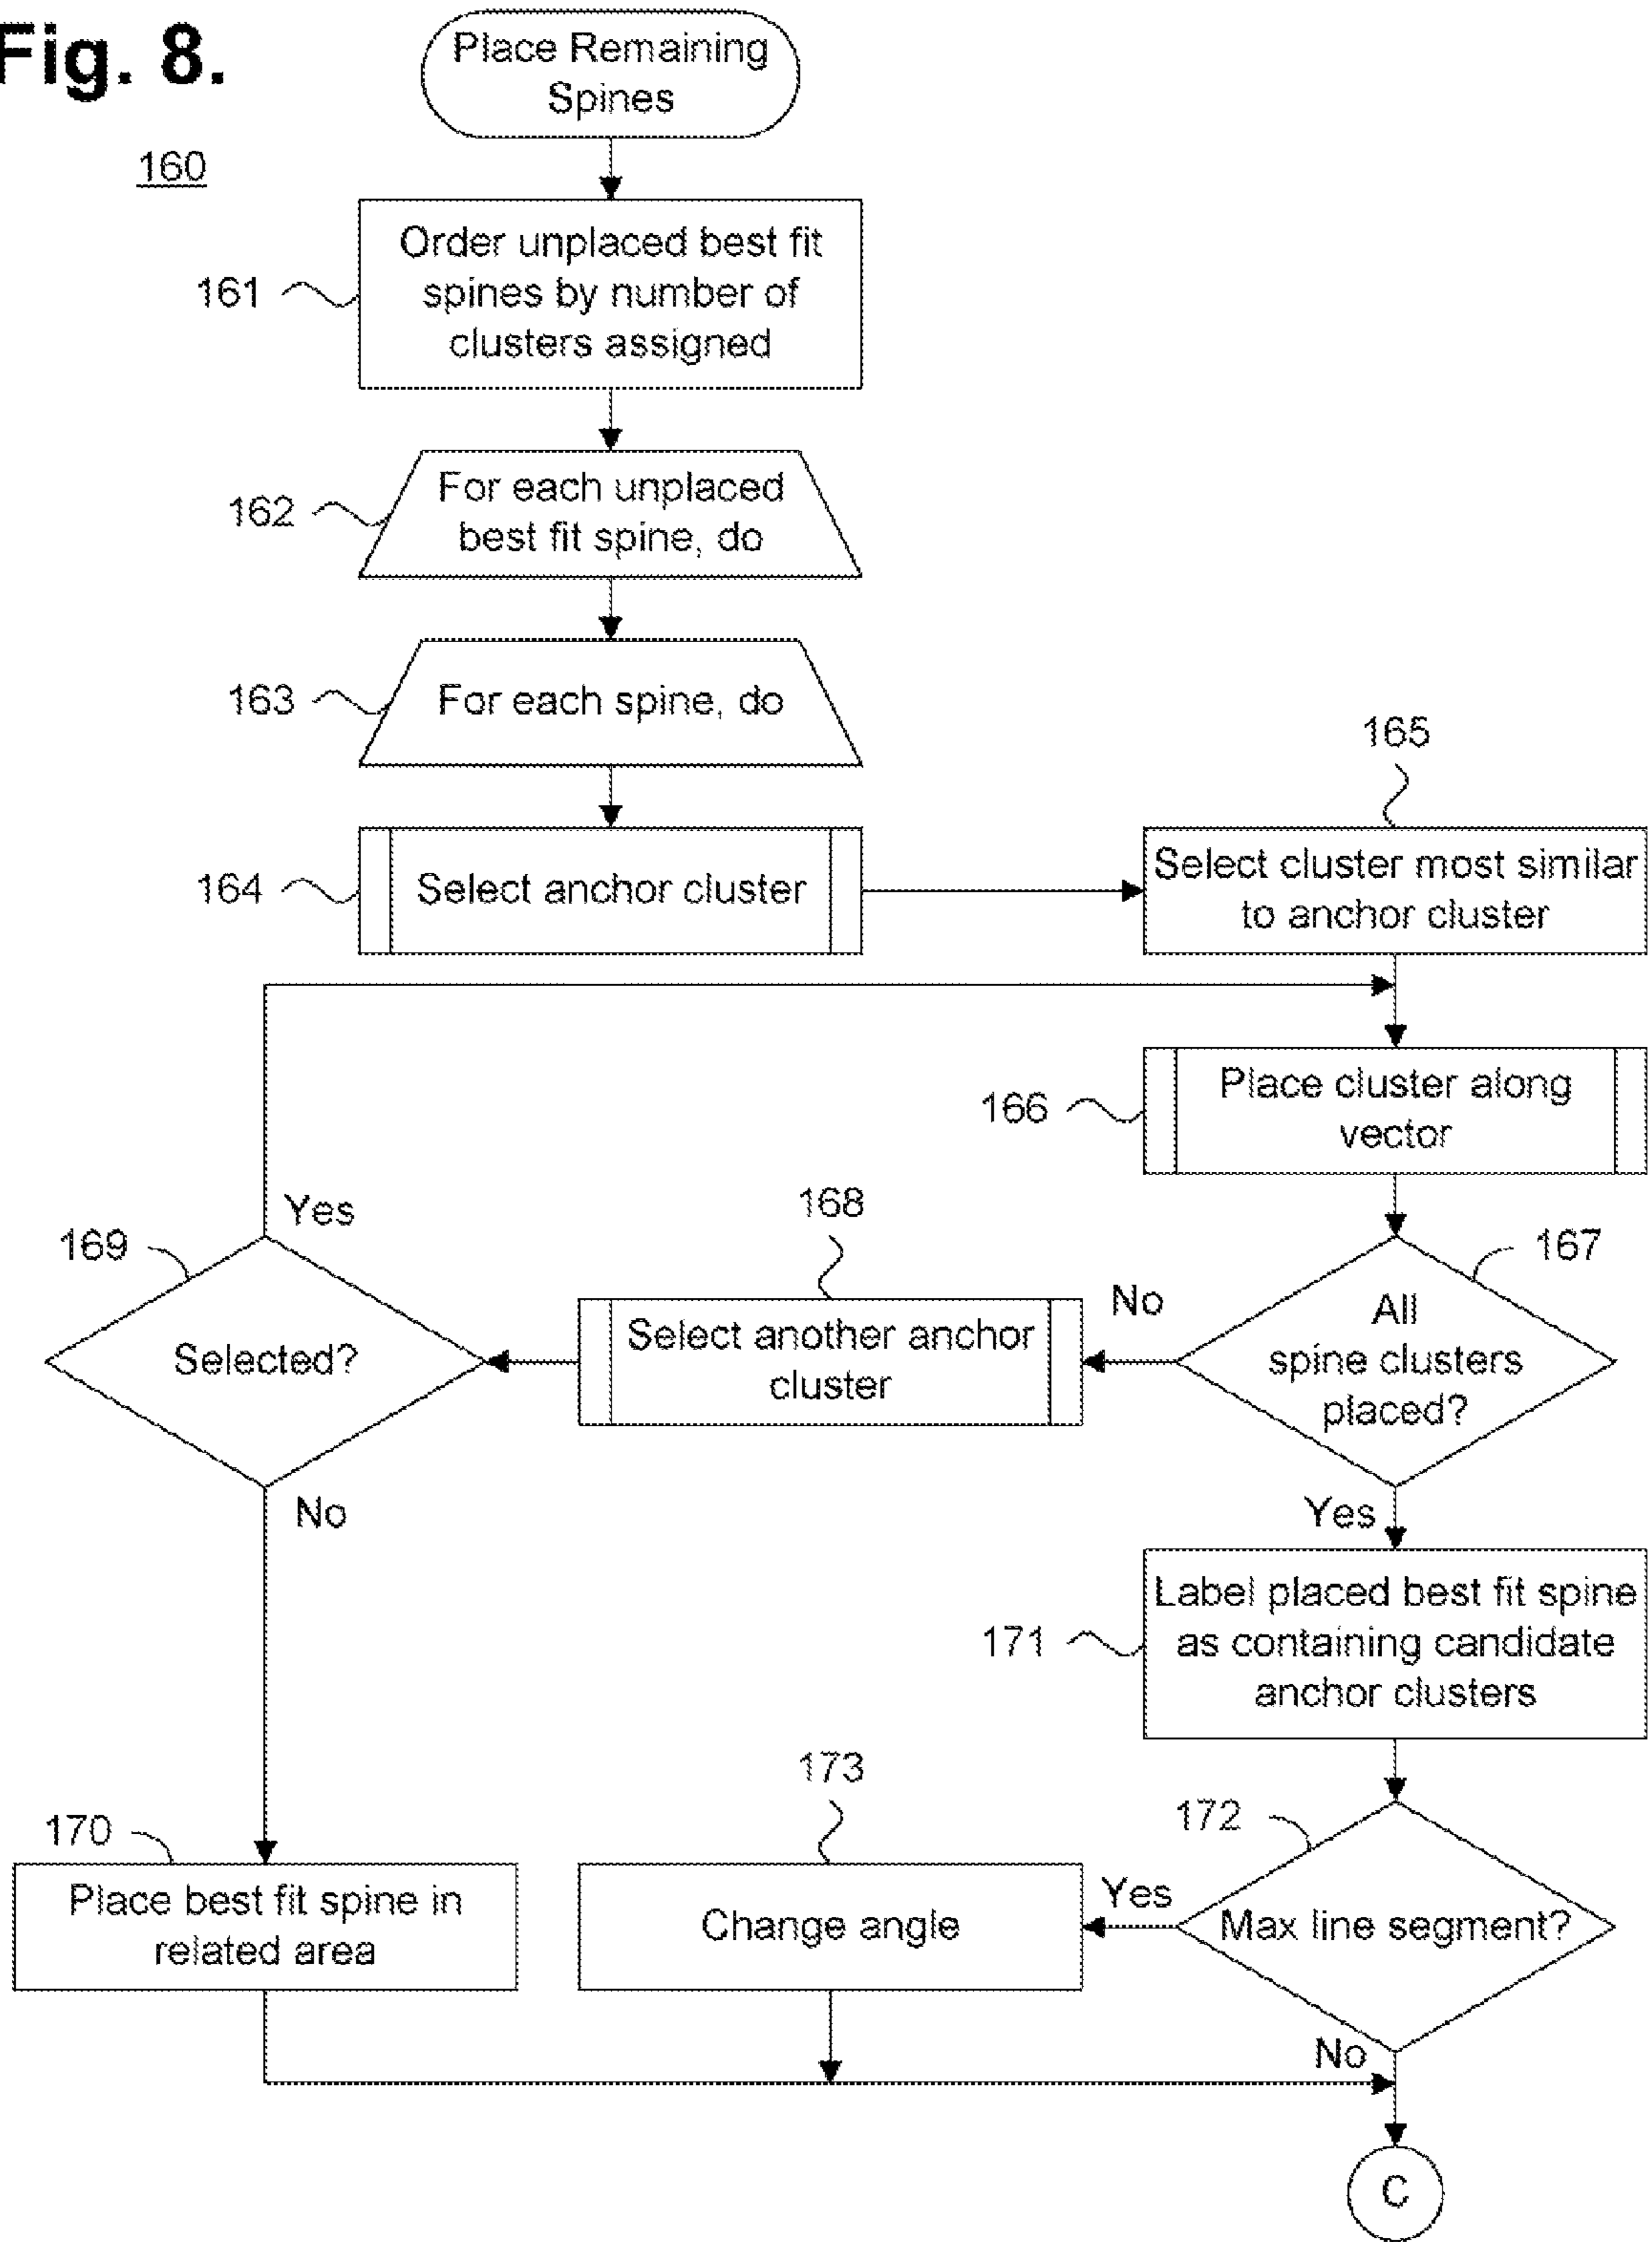 Fig. 8.
160
Place Remaining
Spines
161
Order unplaced best fit
spines by number of
clusters assigned
162
For each unplaced
best fit spine, do
163
For each spine, do
164
Select anchor cluster
165
Select cluster most similar
to anchor cluster
166
Place cluster along
vector
167
All
spine clusters
placed?
No
Yes
168
Select another anchor
cluster
169
Selected?
Yes
No
170
Place best fit spine in
related area
171
Label placed best fit spine
as containing candidate
anchor clusters
172
Max line segment?
Yes
No
173
Change angle
C